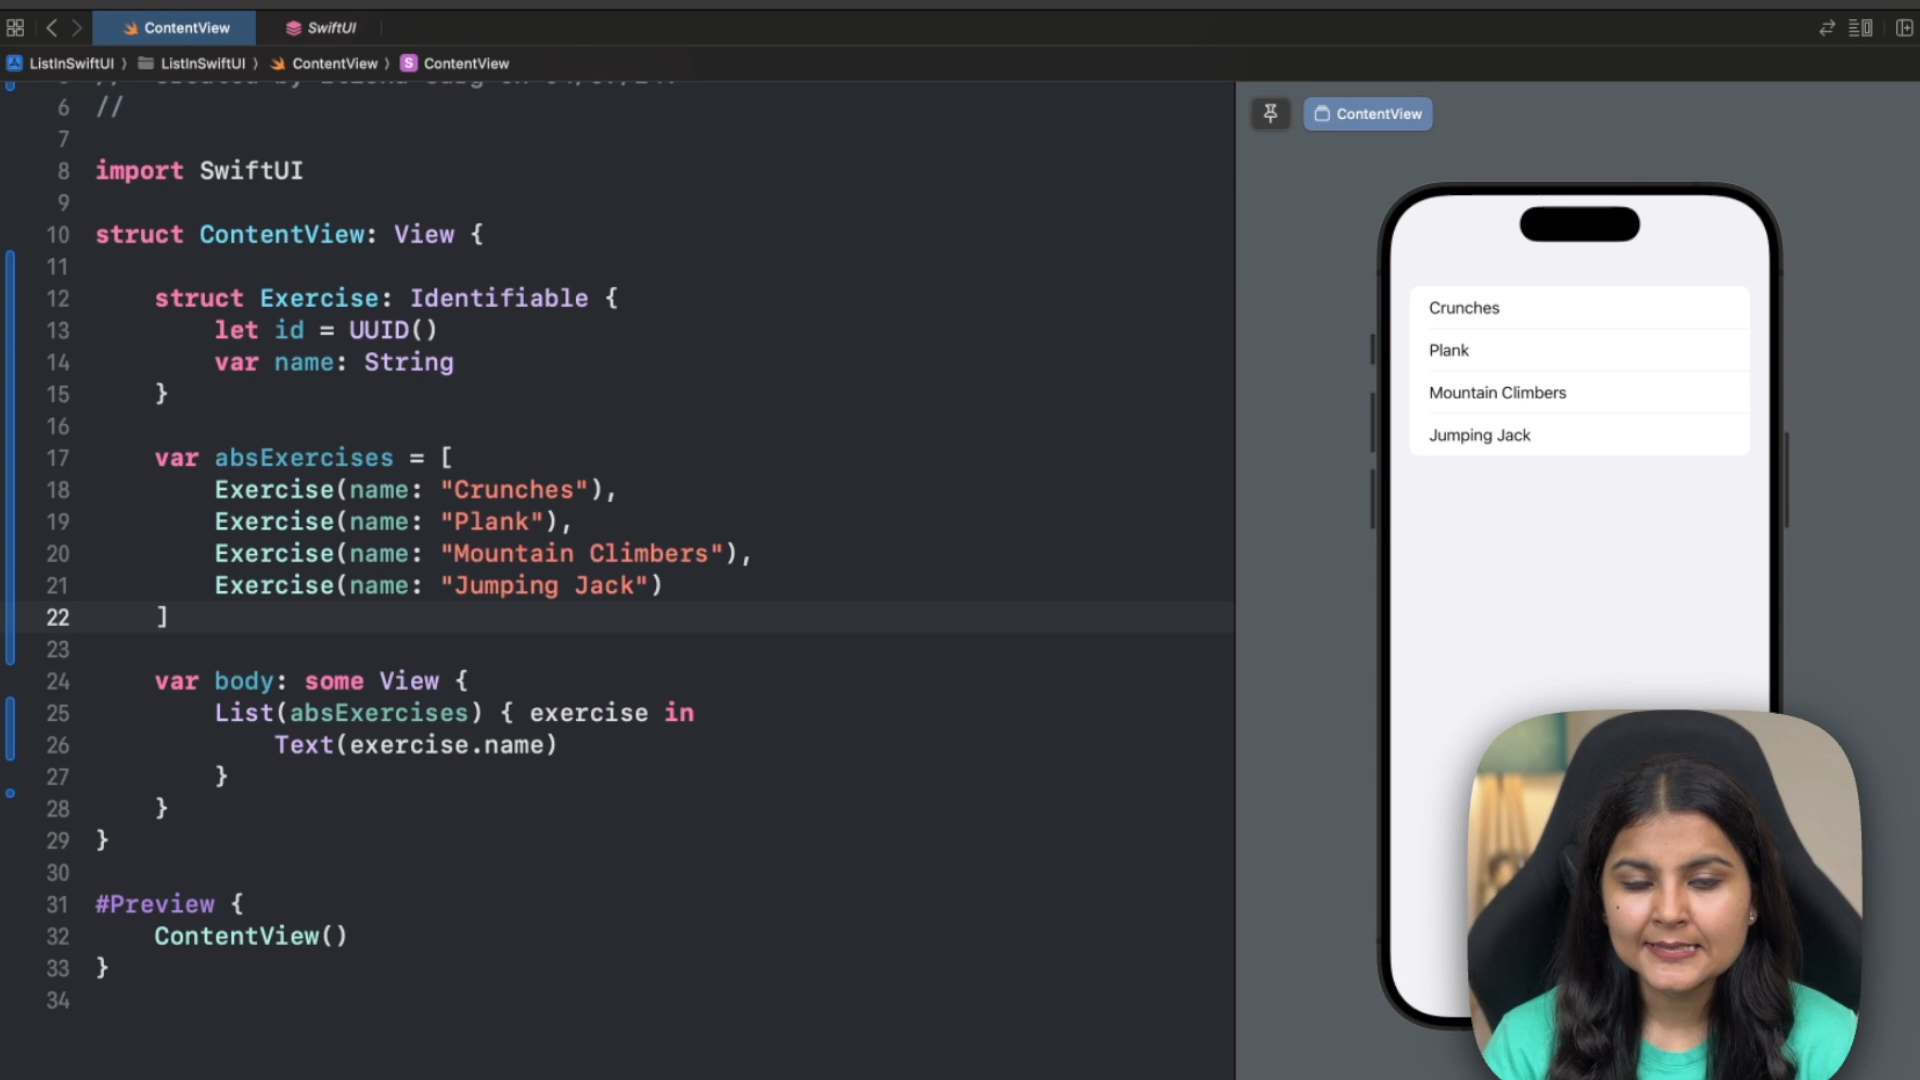 ContentView
SwiftUI
ListInSwiftUI
ListInSwiftUI
ContentView
S
ContentView
6 //
7
8 import SwiftUI
9
10 struct ContentView: View {
11
12 struct Exercise: Identifiable {
13 let id = UUID()
14 var name: String
15 }
16
17 var absExercises = [
18 Exercise(name: "Crunches"),
19 Exercise(name: "Plank"),
20 Exercise(name: "Mountain Climbers"),
21 Exercise(name: "Jumping Jack")
22 ]
23
24 var body: some View {
25 List(absExercises) { exercise in
26 Text(exercise.name)
27 }
28 }
29 }
30
31 #Preview {
32 ContentView()
33 }
34
ContentView
Crunches
Plank
Mountain Climbers
Jumping Jack